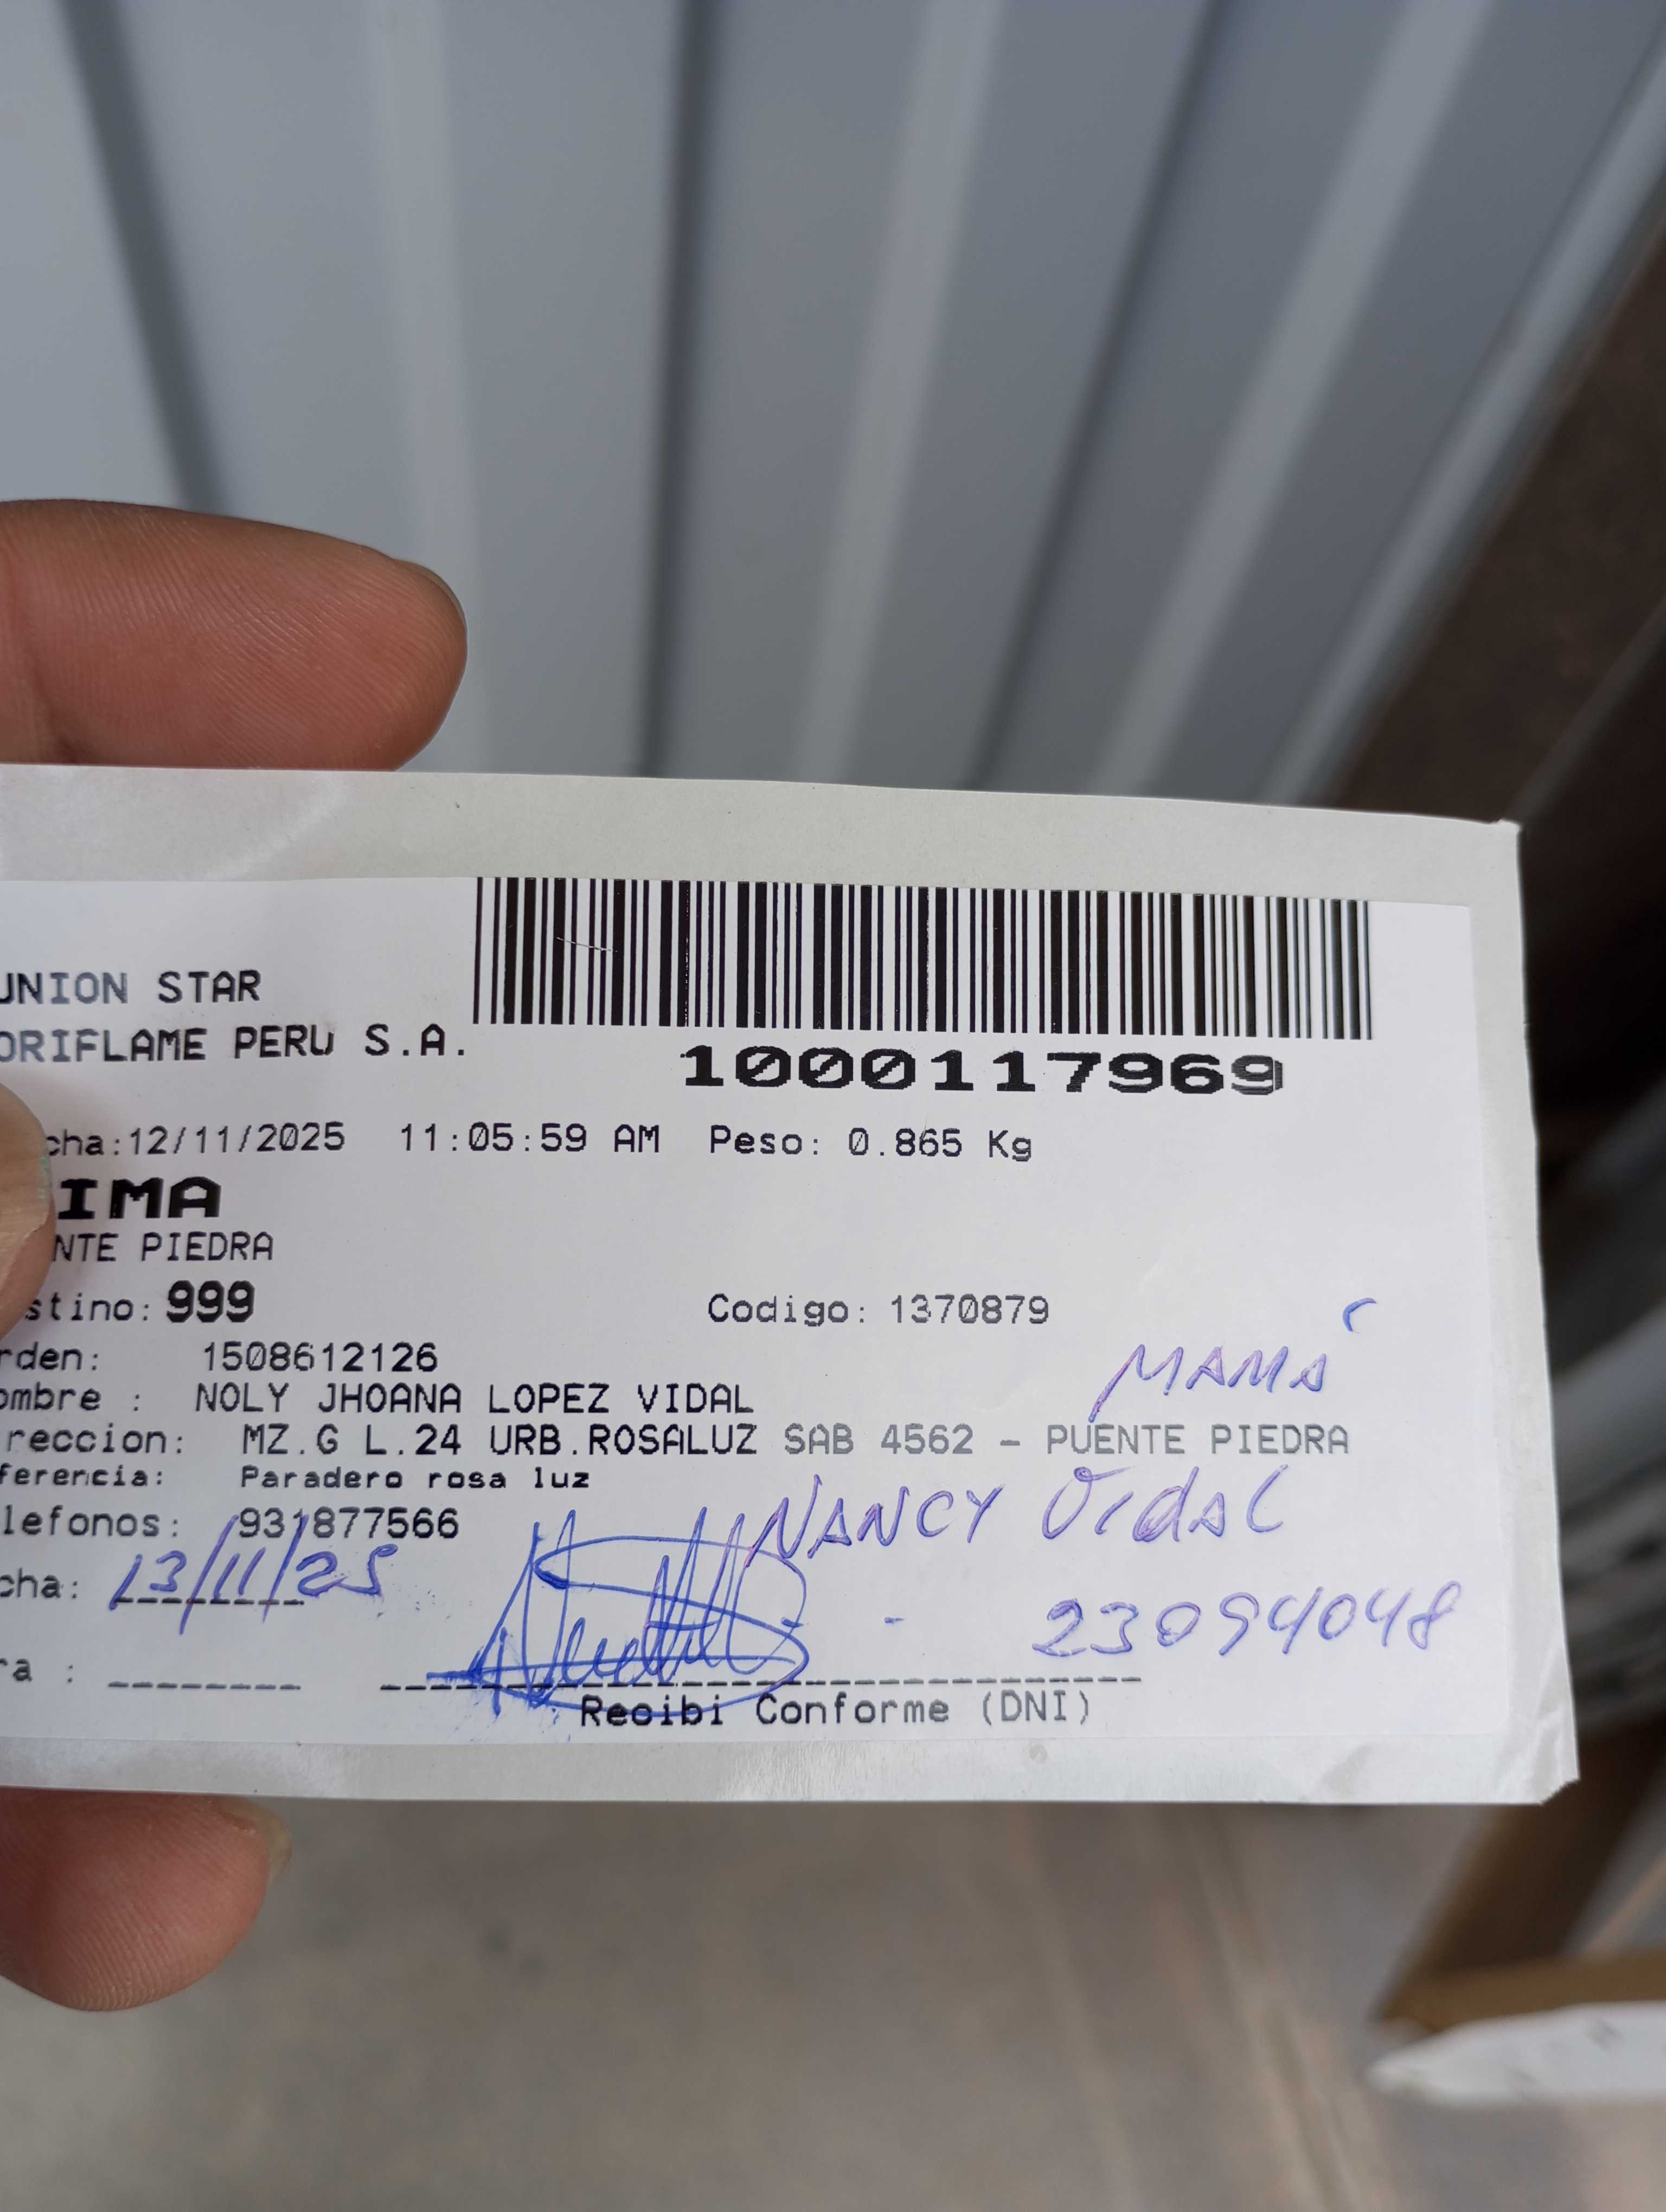 UNION STAR
ORIFLAME PERU S.A.
1000117969
cha:12/11/2025 11:05:59 AM Peso: 0.865 Kg
IMA
NTE PIEDRA
stino: 999 Codigo: 1370879
rden: 1508612126
MAMÁ
ombre : NOLY JHOANA LOPEZ VIDAL
reccion: MZ.G L.24 URB.ROSALUZ SAB 4562 - PUENTE PIEDRA
ferencia: Paradero rosa luz
NANCY Vidal
lefonos: 931877566
cha: 13/11/25
23094048
ra :
Recibi Conforme (DNI)